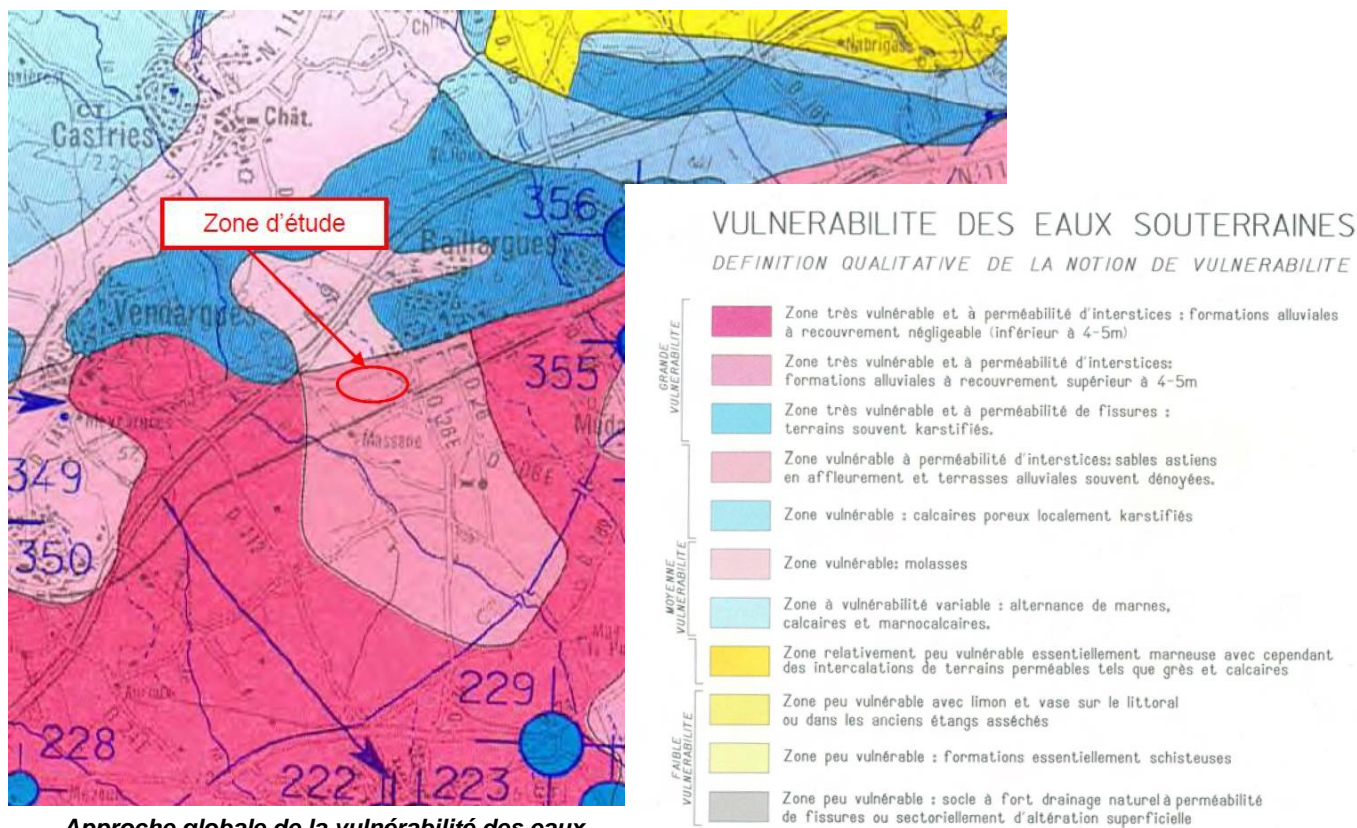 Castries
Chât.
Nabrigas
Zone d'étude
356
Baillargues
Vendargues
355
Massane
349
350
D 26E
D 112
N 189
229
228
222
223
Approche globale de la vulnérabilité des eaux
VULNERABILITE DES EAUX SOUTERRAINES
DEFINITION QUALITATIVE DE LA NOTION DE VULNERABILITE
GRANDE VULNERABILITE
Zone très vulnérable et à perméabilité d'interstices : formations alluviales
à recouvrement négligeable (inférieur à 4-5m)
Zone très vulnérable et à perméabilité d'interstices:
formations alluviales à recouvrement supérieur à 4-5m
Zone très vulnérable et à perméabilité de fissures :
terrains souvent karstifiés.
MOYENNE VULNERABILITE
Zone vulnérable à perméabilité d'interstices: sables astiens
en affleurement et terrasses alluviales souvent dénoyées.
Zone vulnérable : calcaires poreux localement karstifiés
Zone vulnérable: molasses
Zone à vulnérabilité variable : alternance de marnes,
calcaires et marnocalcaires.
FAIBLE VULNERABILITE
Zone relativement peu vulnérable essentiellement marneuse avec cependant
des intercalations de terrains perméables tels que grès et calcaires
Zone peu vulnérable avec limon et vase sur le littoral
ou dans les anciens étangs asséchés
Zone peu vulnérable : formations essentiellement schisteuses
Zone peu vulnérable : socle à fort drainage naturel à perméabilité
de fissures ou sectoriellement d'altération superficielle